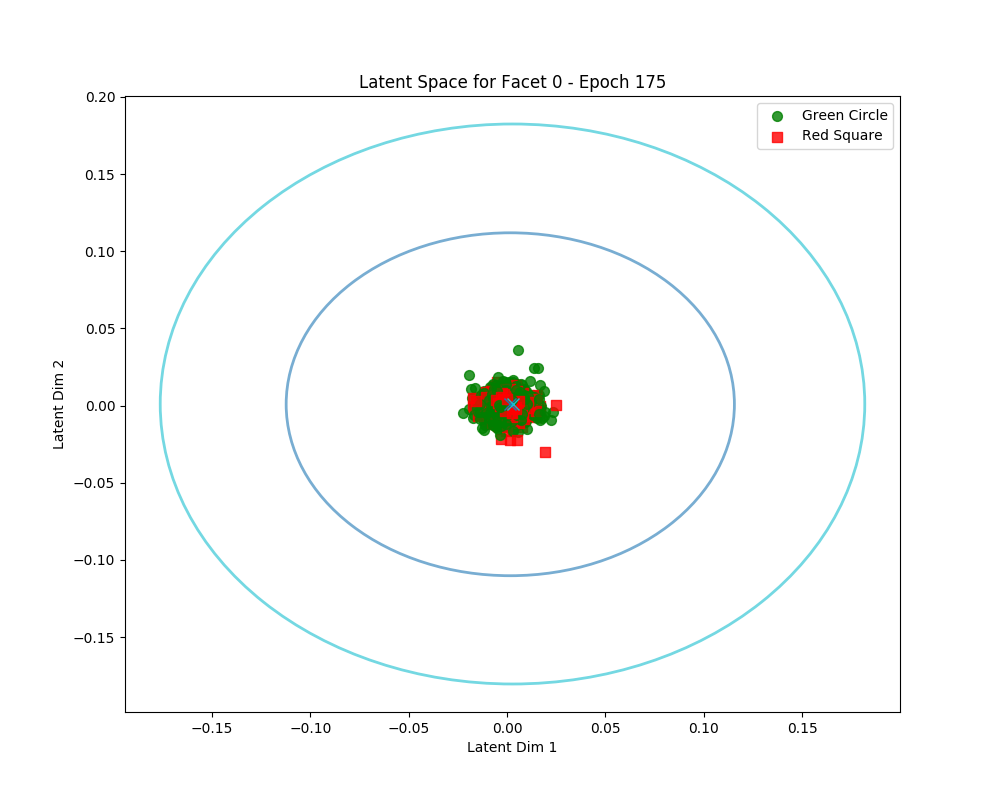 Latent Space for Facet 0 - Epoch 175
Green Circle
Red Square
0.20
0.15
0.10
0.05
0.00
−0.05
−0.10
−0.15
Latent Dim 2
−0.15 −0.10 −0.05 0.00 0.05 0.10 0.15
Latent Dim 1